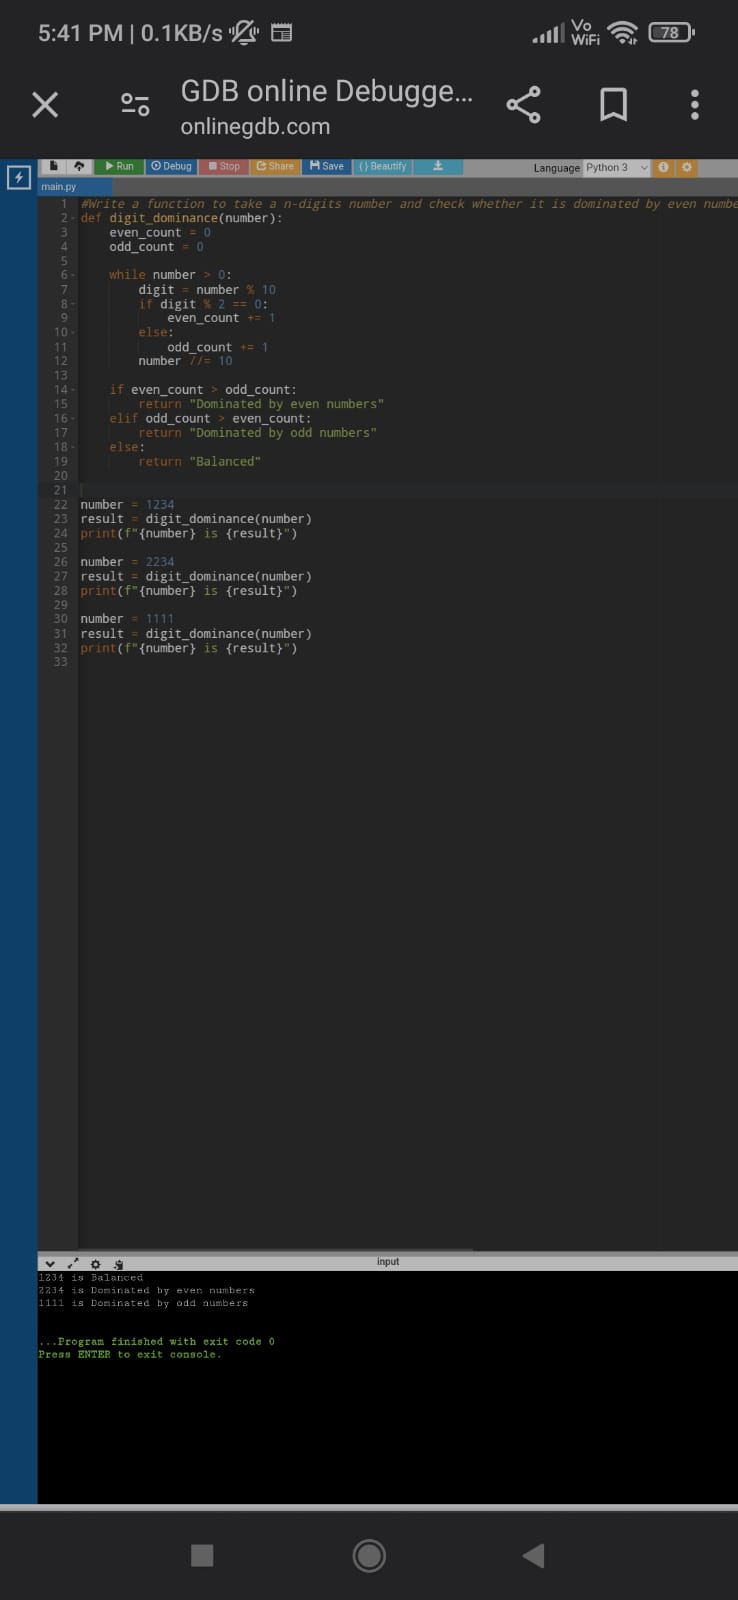 5:41 PM | 0.1KB/s
Vo
WiFi
78
GDB online Debugge...
onlinegdb.com
Run Debug Stop Share Save {} Beautify
Language Python 3
main.py
1 #Write a function to take a n-digits number and check whether it is dominated by even numbe
2 def digit_dominance(number):
3 even_count = 0
4 odd_count = 0
5
6 while number > 0:
7 digit = number % 10
8 if digit % 2 == 0:
9 even_count += 1
10 else:
11 odd_count += 1
12 number //= 10
13
14 if even_count > odd_count:
15 return "Dominated by even numbers"
16 elif odd_count > even_count:
17 return "Dominated by odd numbers"
18 else:
19 return "Balanced"
20
21
22 number = 1234
23 result = digit_dominance(number)
24 print(f"{number} is {result}")
25
26 number = 2234
27 result = digit_dominance(number)
28 print(f"{number} is {result}")
29
30 number = 1111
31 result = digit_dominance(number)
32 print(f"{number} is {result}")
33
input
1234 is Balanced
2234 is Dominated by even numbers
1111 is Dominated by odd numbers
...Program finished with exit code 0
Press ENTER to exit console.